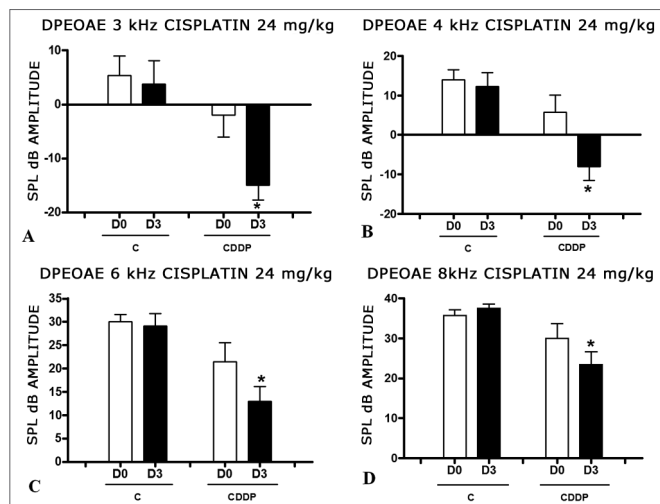 DPEOAE 3 kHz CISPLATIN 24 mg/kg
SPL dB AMPLITUDE
10
0
-10
-20
*
D0 D3 D0 D3
C CDDP
A
DPEOAE 4 kHz CISPLATIN 24 mg/kg
SPL dB AMPLITUDE
20
10
0
-10
-20
*
D0 D3 D0 D3
C CDDP
B
DPEOAE 6 kHz CISPLATIN 24 mg/kg
SPL dB AMPLITUDE
35
30
25
20
15
10
5
0
*
D0 D3 D0 D3
C CDDP
C
DPEOAE 8kHz CISPLATIN 24 mg/kg
SPL dB AMPLITUDE
40
30
20
10
0
*
D0 D3 D0 D3
C CDDP
D